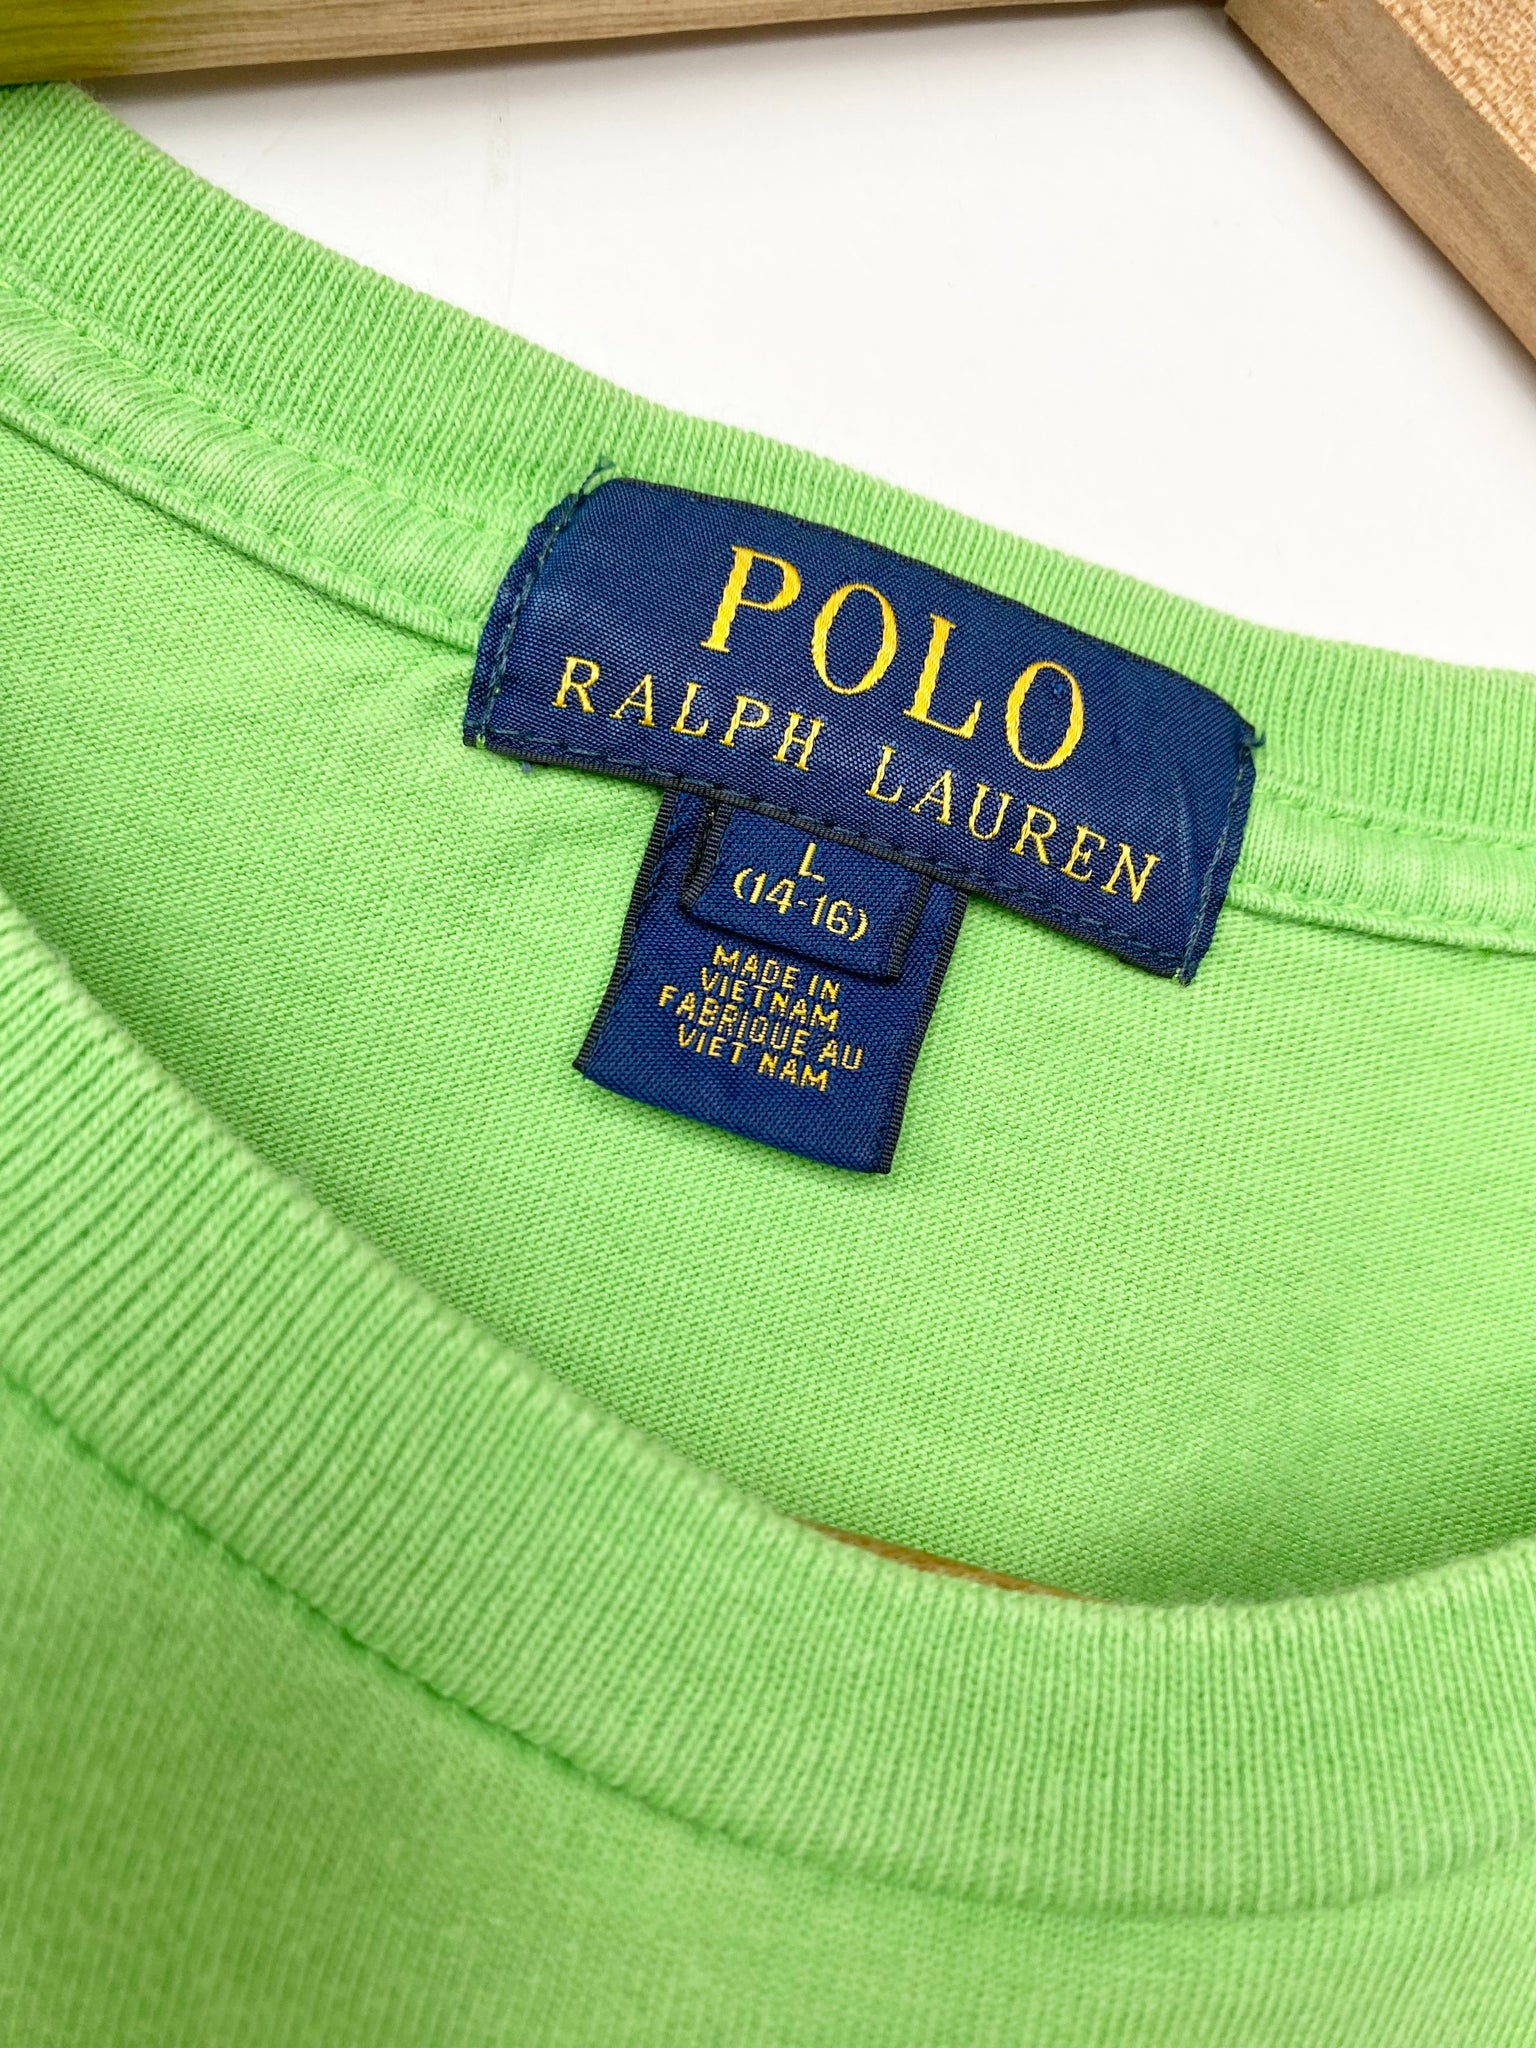 POLO
RALPH LAUREN
L
(14-16)
MADE IN
VIETNAM
FABRIQUE AU
VIET NAM